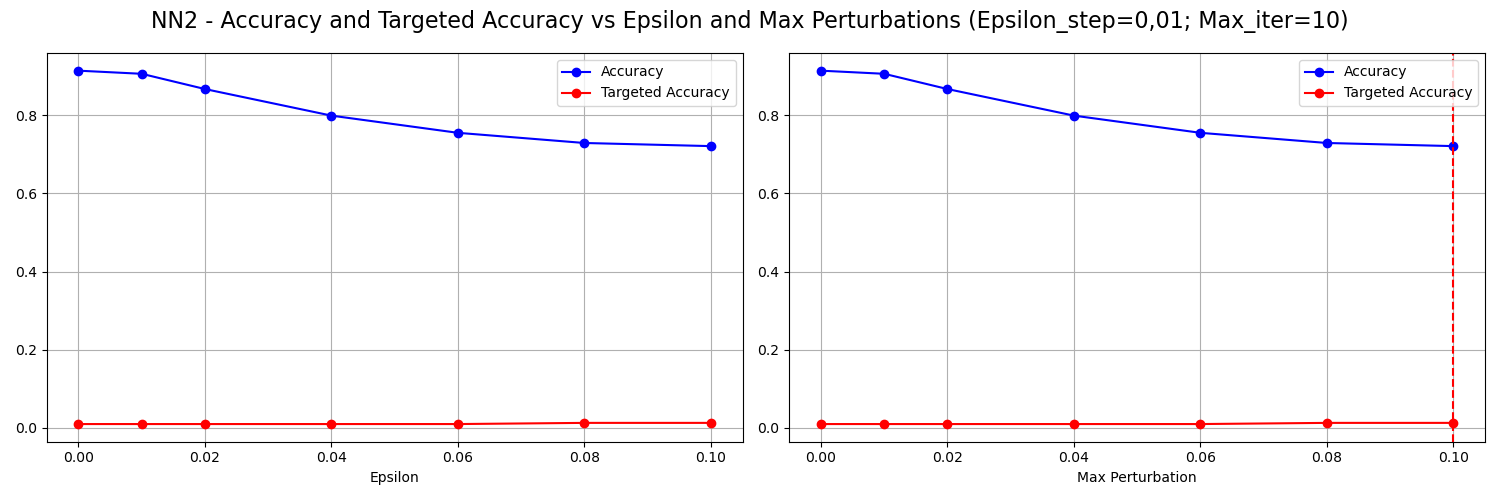 NN2 - Accuracy and Targeted Accuracy vs Epsilon and Max Perturbations (Epsilon_step=0,01; Max_iter=10)
Accuracy
Targeted Accuracy
0.8
0.6
0.4
0.2
0.0
0.00 0.02 0.04 0.06 0.08 0.10
Epsilon
Accuracy
Targeted Accuracy
0.8
0.6
0.4
0.2
0.0
0.00 0.02 0.04 0.06 0.08 0.10
Max Perturbation